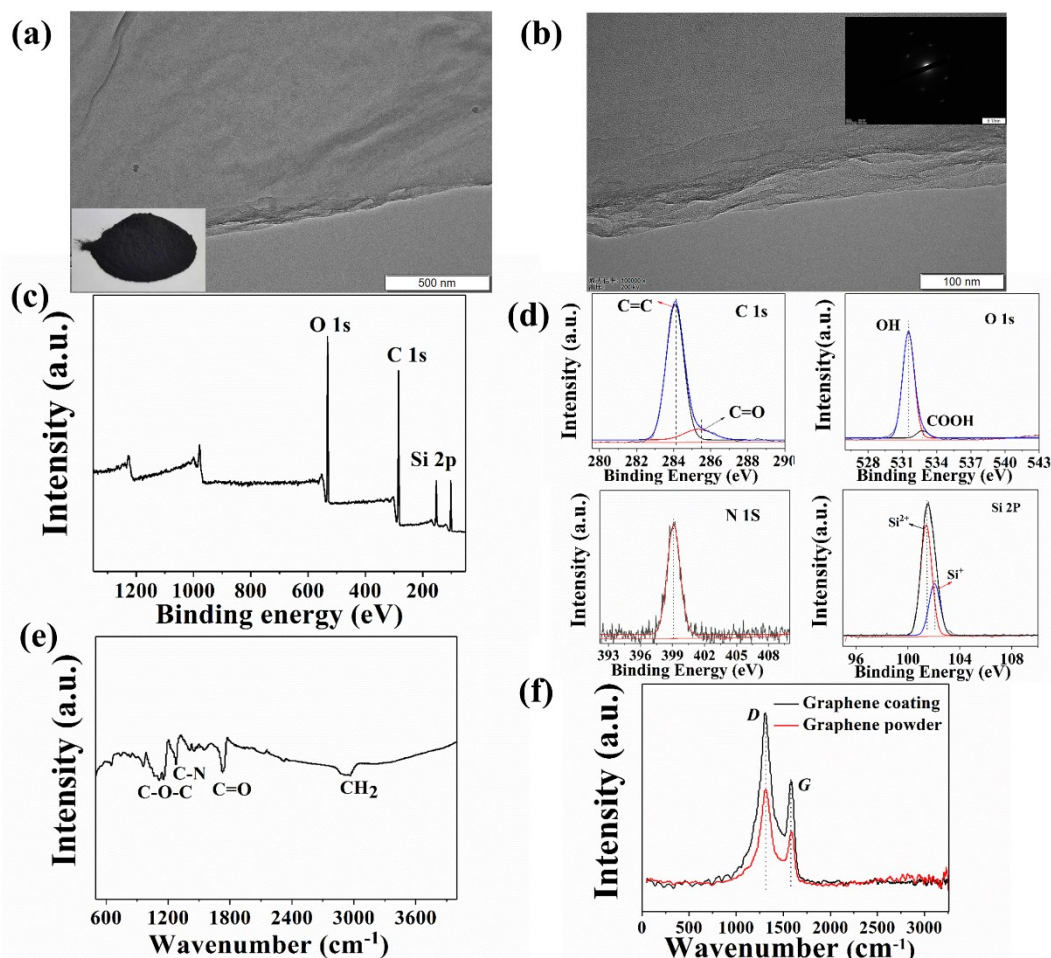 (a)
500 nm
(b)
100 nm
(c)
O 1s
C 1s
Si 2p
Intensity (a.u.)
1200 1000 800 600 400 200
Binding energy (eV)
(d)
C=C
C 1s
C=O
Intensity (a.u.)
280 282 284 286 288 290
Binding Energy (eV)
OH
O 1s
COOH
Intensity(a.u.)
528 531 534 537 540 543
Binding Energy (eV)
N 1S
Intensity (a.u.)
393 396 399 402 405 408
Binding Energy (eV)
Si 2P
Si²⁺
Si⁺
Intensity(a.u.)
96 100 104 108
Binding Energy (eV)
(e)
Intensity (a.u.)
C-N
C-O-C
C=O
CH₂
600 1200 1800 2400 3000 3600
Wavenumber (cm⁻¹)
(f)
D
G
Graphene coating
Graphene powder
Intensity (a.u.)
0 500 1000 1500 2000 2500 3000
Wavenumber (cm⁻¹)